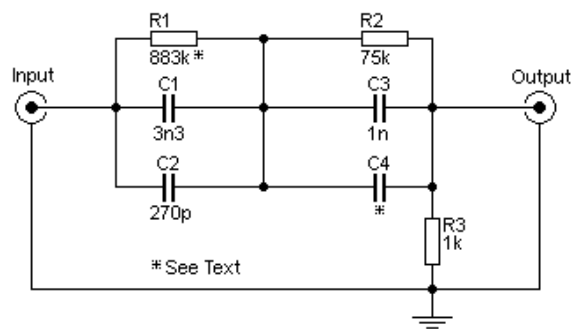 R1
R2
883k *
75k
Input
Output
C1
C3
3n3
1n
C2
C4
270p
*
R3
1k
* See Text